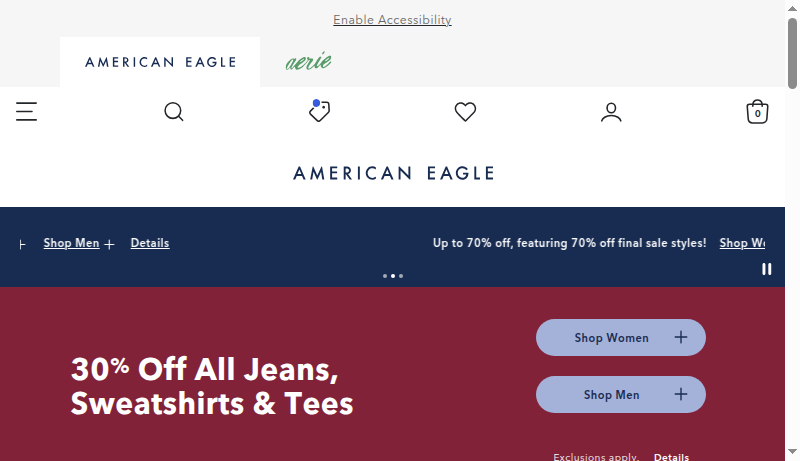 Enable Accessibility
AMERICAN EAGLE
aerie
0
AMERICAN EAGLE
Shop Men
Details
Up to 70% off, featuring 70% off final sale styles!
Shop
30% Off All Jeans,
Sweatshirts & Tees
Shop Women
Shop Men
Exclusions apply. Details